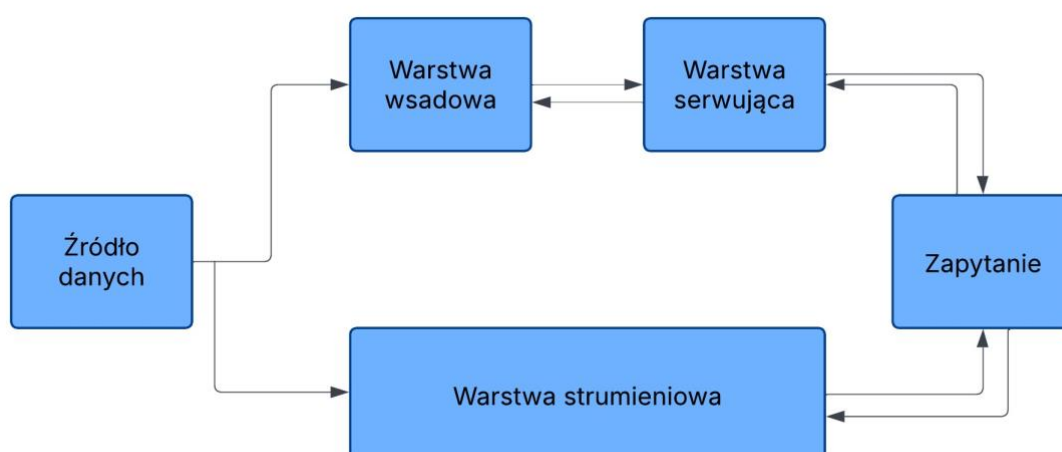 Warstwa
wsadowa
Warstwa
serwująca
Źródło
danych
Zapytanie
Warstwa strumieniowa